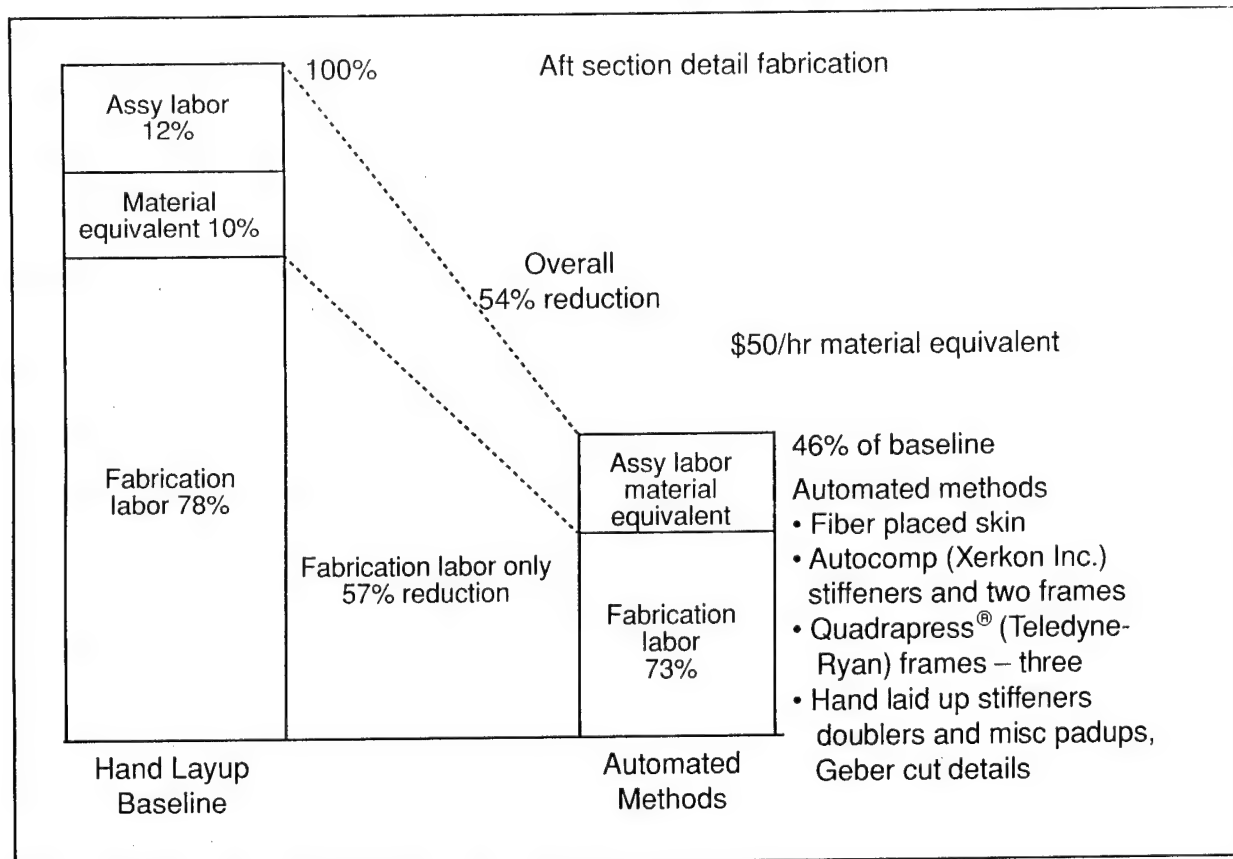 Aft section detail fabrication
100%
Assy labor
12%
Material
equivalent 10%
Fabrication
labor 78%
Overall
54% reduction
$50/hr material equivalent
Fabrication labor only
57% reduction
Assy labor
material
equivalent
Fabrication
labor
73%
46% of baseline
Automated methods
• Fiber placed skin
• Autocomp (Xerkon Inc.)
stiffeners and two frames
• Quadrapress® (Teledyne-
Ryan) frames – three
• Hand laid up stiffeners
doublers and misc padups,
Geber cut details
Hand Layup
Baseline
Automated
Methods